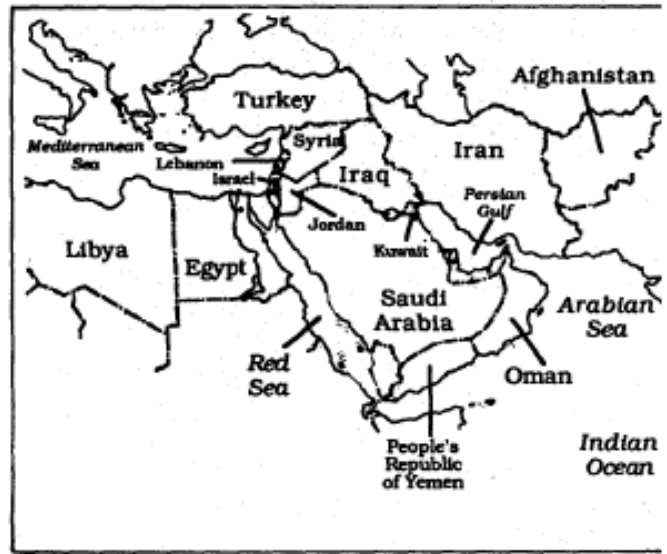 Afghanistan
Turkey
Mediterranean
Sea
Syria
Lebanon
Iran
Israel
Iraq
Persian
Gulf
Jordan
Libya
Egypt
Kuwait
Saudi
Arabia
Arabian
Sea
Red
Sea
Oman
People's
Republic
of Yemen
Indian
Ocean